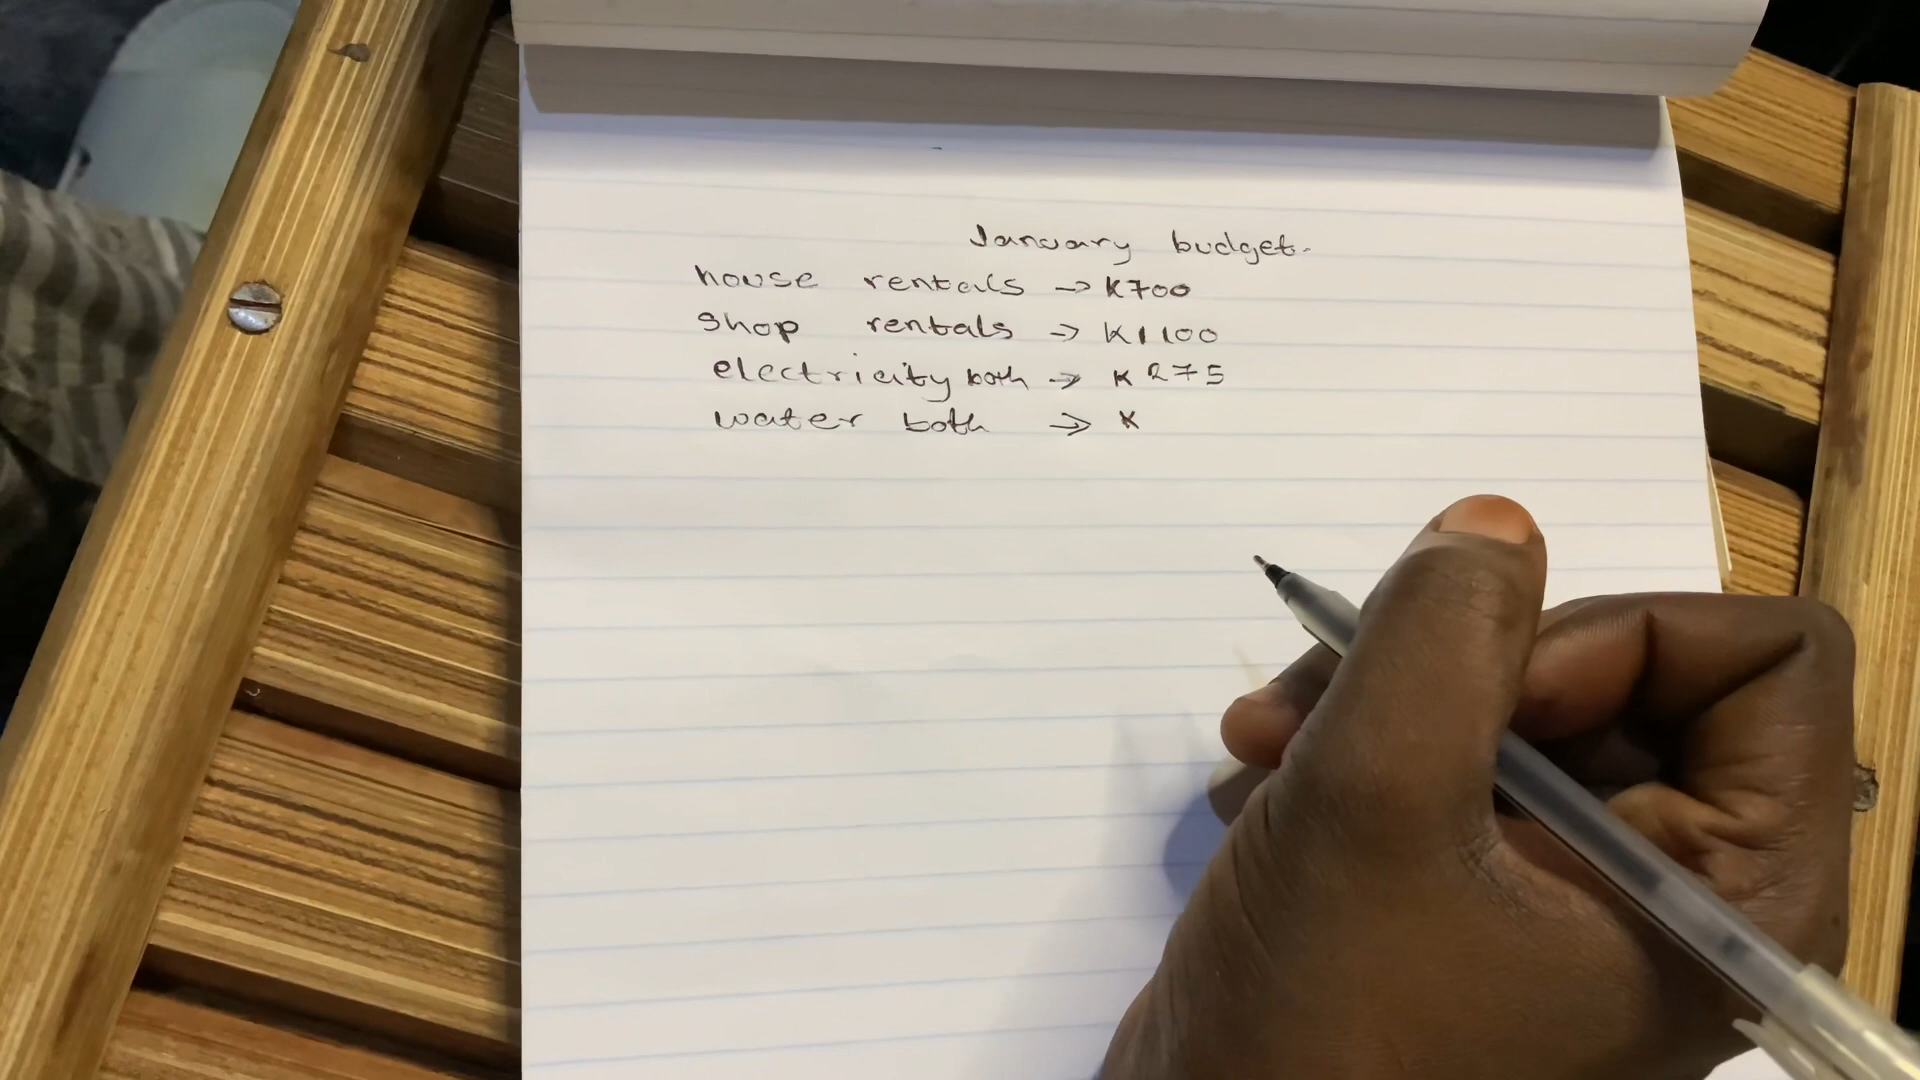 January budget.
house rentals → K700
shop rentals → K1100
electricity both → K275
water both → K